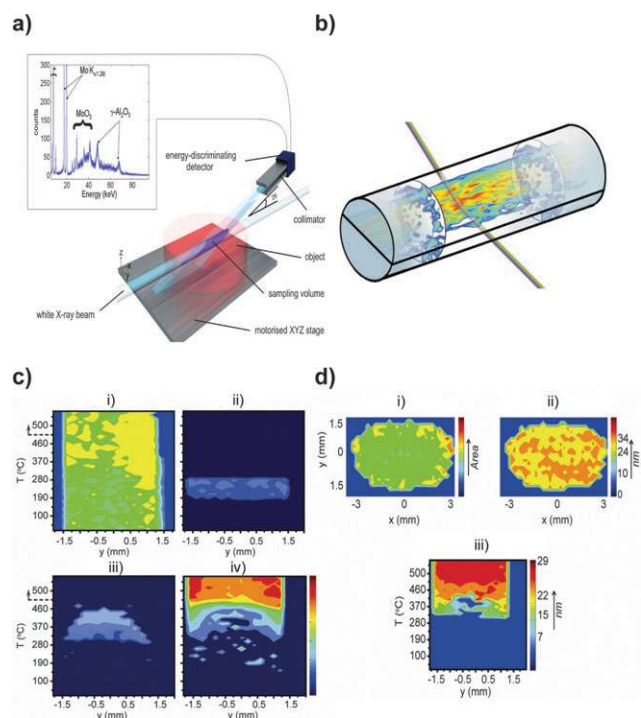 a)
b)
Mo Kα1,2β
MoO3
γ-Al2O3
300
250
200
150
100
50
0
counts
20
40
60
80
Energy (keV)
energy-discriminating
detector
collimator
2θ
object
sampling volume
white X-ray beam
motorised XYZ stage
z
c)
i)
ii)
500
460
370
280
190
100
T (°C)
-1.5
-0.5
0.5
1.5
y (mm)
-1.5
-0.5
0.5
1.5
y (mm)
iii)
iv)
500
460
370
280
190
100
T (°C)
-1.5
-0.5
0.5
1.5
y (mm)
-1.5
-0.5
0.5
1.5
y (mm)
d)
i)
ii)
1.5
0
1.5
y (mm)
-3
0
3
x (mm)
Area
-3
0
3
x (mm)
34
24
10
0
nm
iii)
500
460
370
280
190
100
T (°C)
-1.5
-0.5
0.5
1.5
y (mm)
29
22
15
7
nm